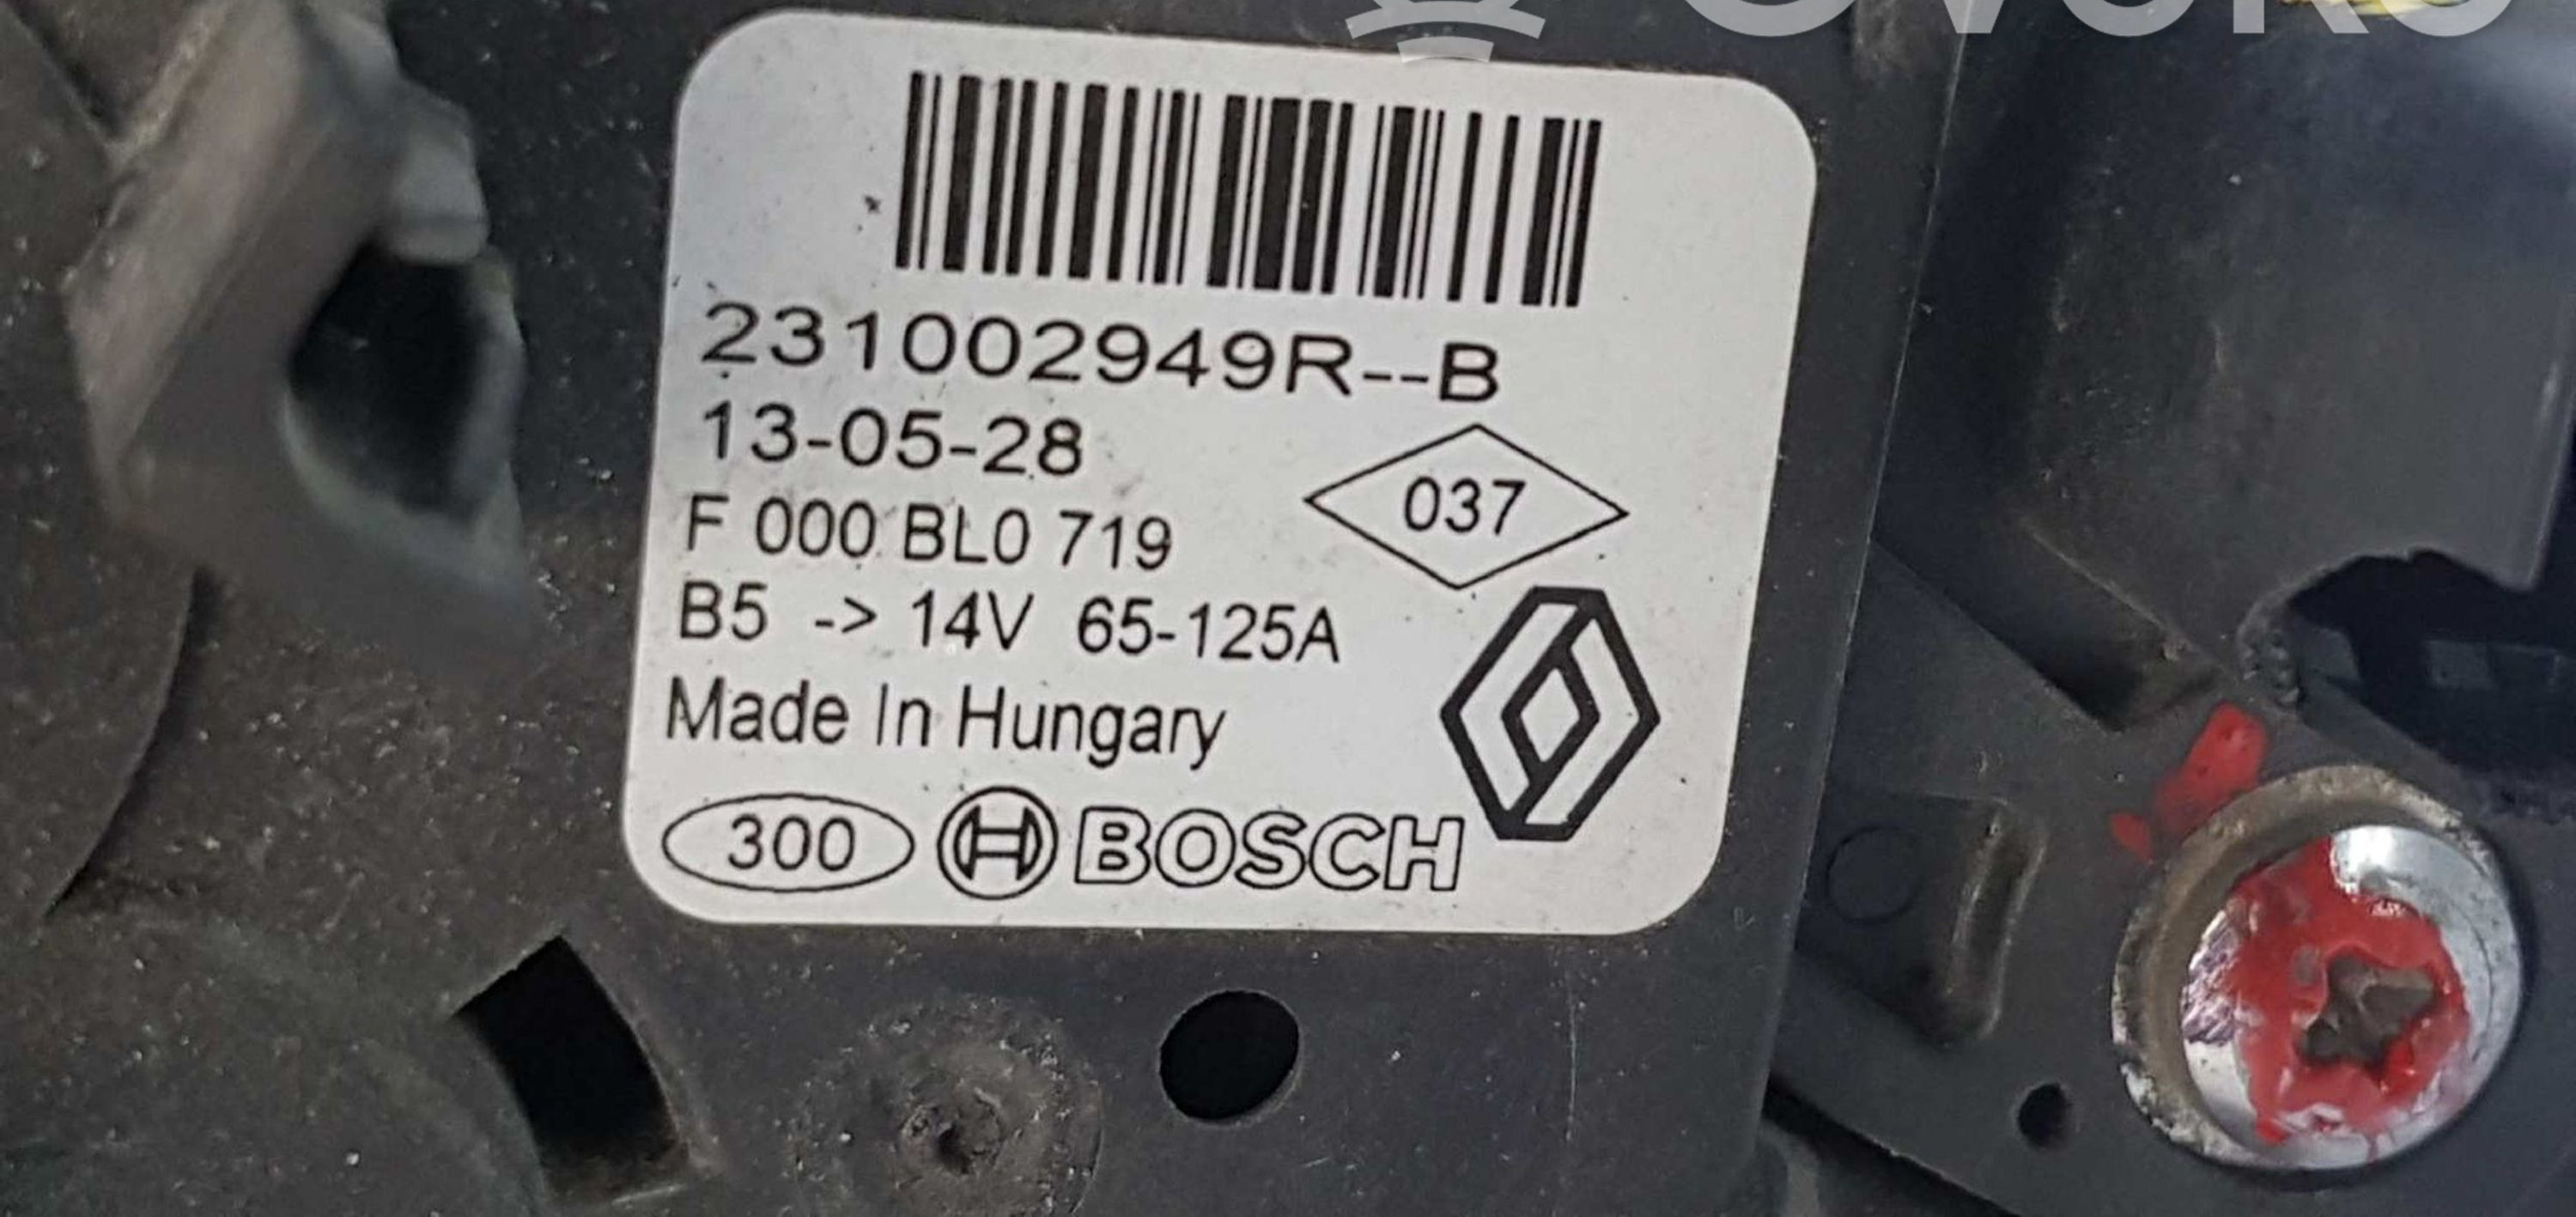 231002949R--B
13-05-28
037
F 000 BL0 719
B5 -> 14V 65-125A
Made In Hungary
300 BOSCH